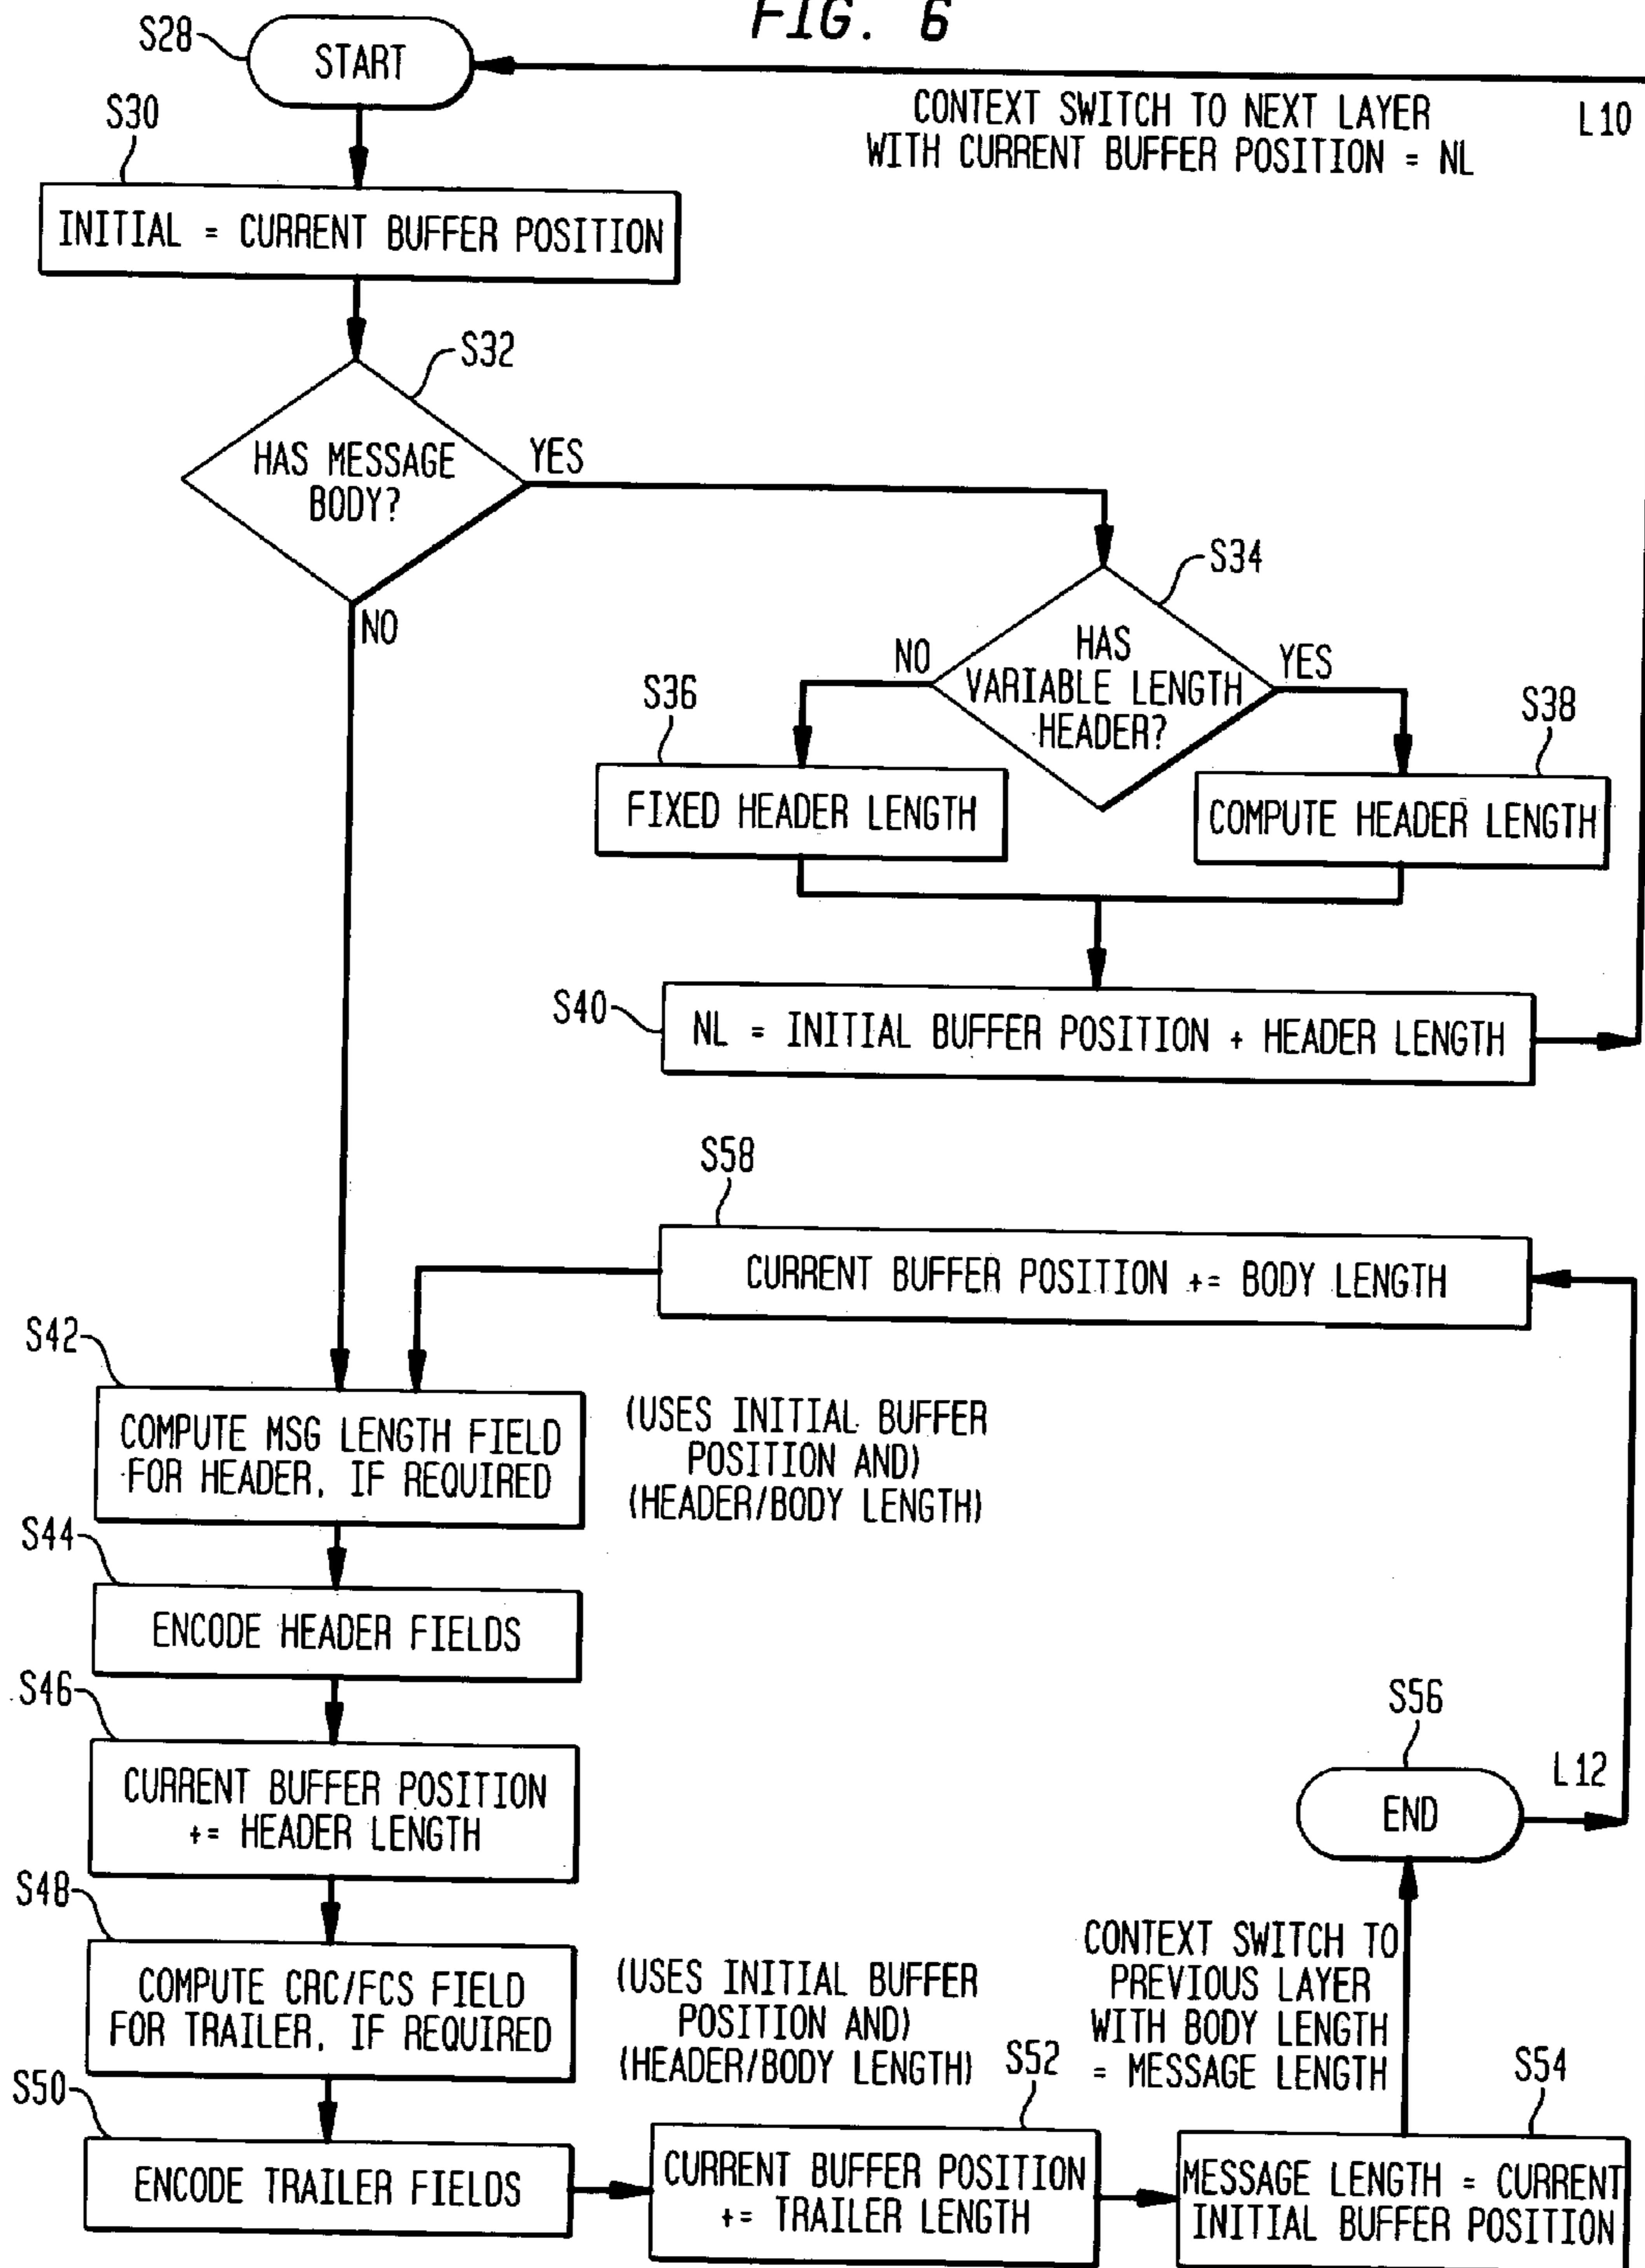 FIG. 6
S28
START
CONTEXT SWITCH TO NEXT LAYER
WITH CURRENT BUFFER POSITION = NL
L10
S30
INITIAL = CURRENT BUFFER POSITION
S32
HAS MESSAGE
BODY?
YES
NO
S34
HAS
VARIABLE LENGTH
HEADER?
NO
YES
S36
FIXED HEADER LENGTH
S38
COMPUTE HEADER LENGTH
S40
NL = INITIAL BUFFER POSITION + HEADER LENGTH
S58
CURRENT BUFFER POSITION += BODY LENGTH
S42
COMPUTE MSG LENGTH FIELD
FOR HEADER, IF REQUIRED
(USES INITIAL BUFFER
POSITION AND)
(HEADER/BODY LENGTH)
S44
ENCODE HEADER FIELDS
S46
CURRENT BUFFER POSITION
+= HEADER LENGTH
S48
COMPUTE CRC/FCS FIELD
FOR TRAILER, IF REQUIRED
(USES INITIAL BUFFER
POSITION AND)
(HEADER/BODY LENGTH)
S50
ENCODE TRAILER FIELDS
S52
CURRENT BUFFER POSITION
+= TRAILER LENGTH
S54
MESSAGE LENGTH = CURRENT
INITIAL BUFFER POSITION
CONTEXT SWITCH TO
PREVIOUS LAYER
WITH BODY LENGTH
= MESSAGE LENGTH
S56
END
L12